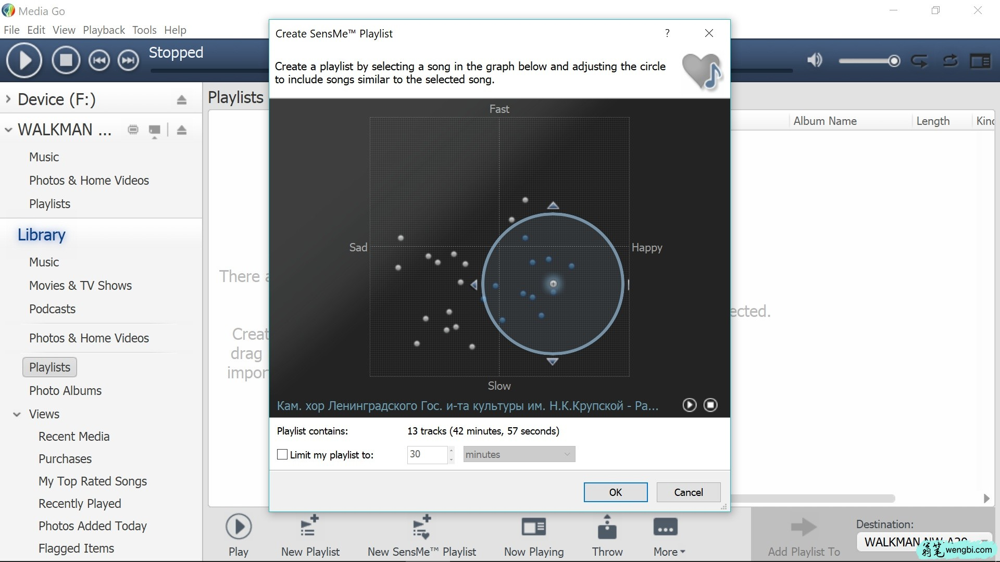 Media Go
File Edit View Playback Tools Help
Stopped
Device (F:)
WALKMAN ...
Music
Photos & Home Videos
Playlists
Library
Music
Movies & TV Shows
Podcasts
Photos & Home Videos
Playlists
Photo Albums
Views
Recent Media
Purchases
My Top Rated Songs
Recently Played
Photos Added Today
Flagged Items
Playlists
Album Name Length Kind
There a
Creat
drag
impor
ected.
Create SensMe™ Playlist
?
Create a playlist by selecting a song in the graph below and adjusting the circle
to include songs similar to the selected song.
Fast
Sad
Happy
Slow
Кам. хор Ленинградского Гос. и-та культуры им. Н.К.Крупской - Ра...
Playlist contains: 13 tracks (42 minutes, 57 seconds)
Limit my playlist to: 30 minutes
OK Cancel
Play
New Playlist
New SensMe™ Playlist
Now Playing
Throw
More
Add Playlist To
Destination:
WALKMAN NW-A30
翁笔 wengbi.com